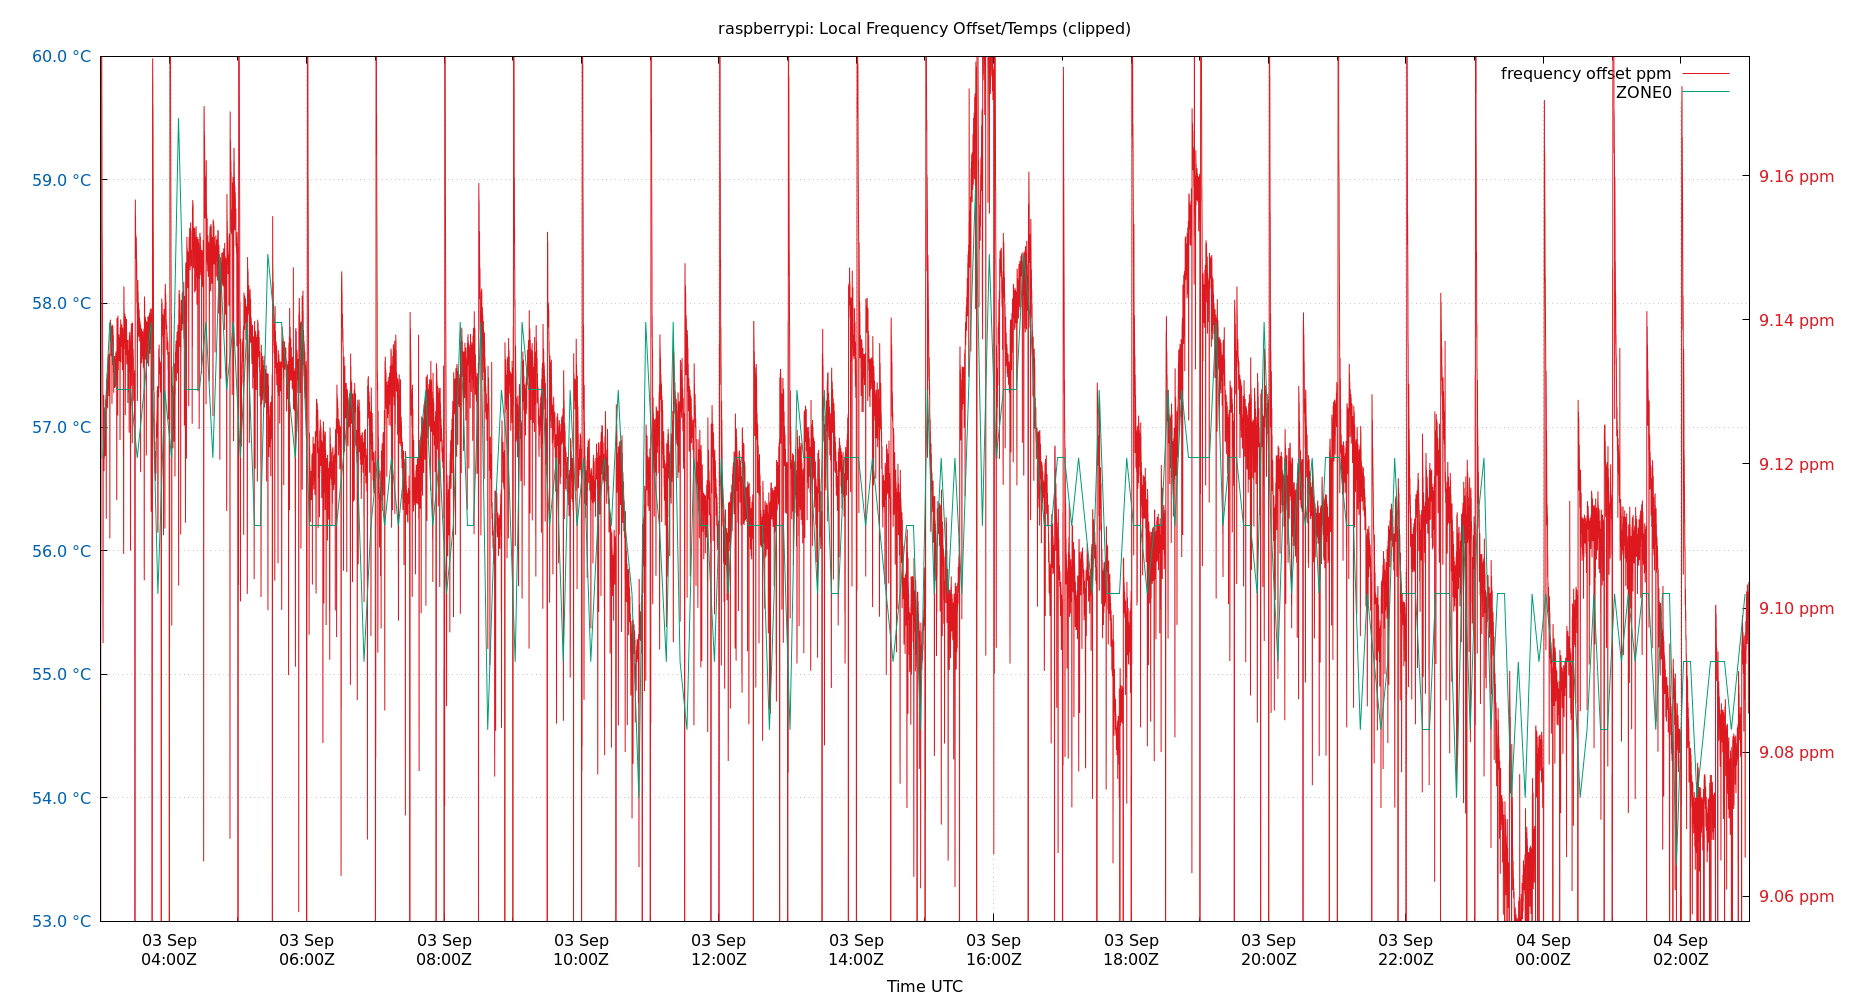 raspberrypi: Local Frequency Offset/Temps (clipped)
60.0 °C
59.0 °C
58.0 °C
57.0 °C
56.0 °C
55.0 °C
54.0 °C
53.0 °C
frequency offset ppm
ZONE0
9.16 ppm
9.14 ppm
9.12 ppm
9.10 ppm
9.08 ppm
9.06 ppm
03 Sep 03 Sep 03 Sep 03 Sep 03 Sep 03 Sep 03 Sep 03 Sep 03 Sep 03 Sep 04 Sep 04 Sep
04:00Z 06:00Z 08:00Z 10:00Z 12:00Z 14:00Z 16:00Z 18:00Z 20:00Z 22:00Z 00:00Z 02:00Z
Time UTC